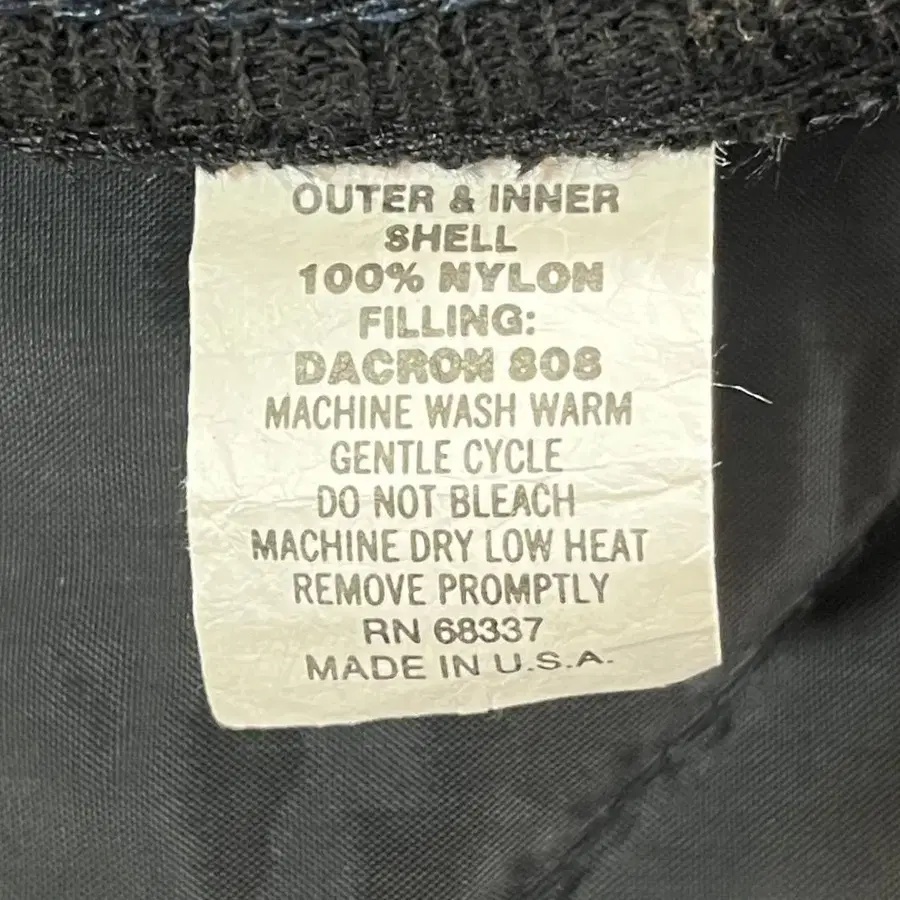 OUTER & INNER
SHELL
100% NYLON
FILLING:
DACRON 808
MACHINE WASH WARM
GENTLE CYCLE
DO NOT BLEACH
MACHINE DRY LOW HEAT
REMOVE PROMPTLY
RN 68337
MADE IN U.S.A.